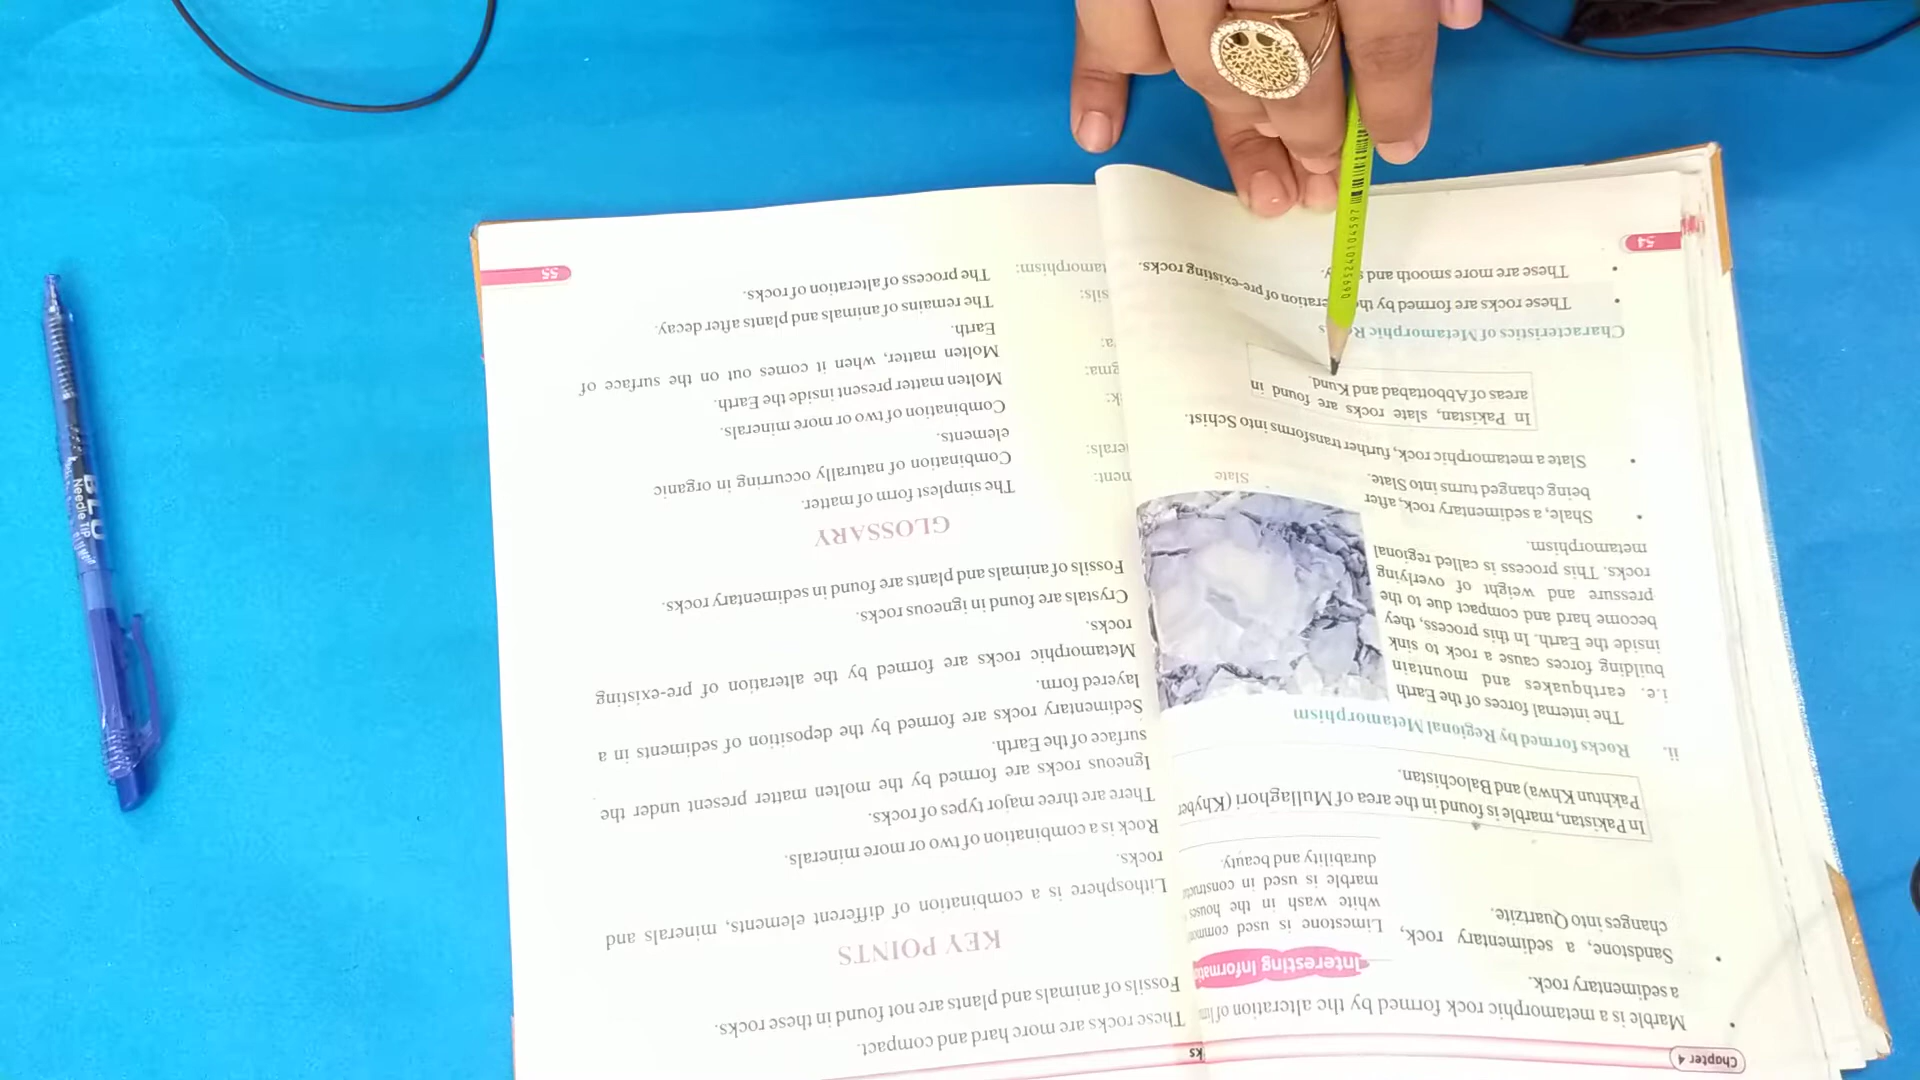 Chapter 4
Marble is a metamorphic rock formed by the alteration of
a sedimentary rock.
Sandstone, a sedimentary rock,
changes into Quartzite.
Interesting Informat
Limestone is used
white wash in the houses
marble is used in
durability and beauty.
In Pakistan, marble is found in the area of Mullaghori (Khyber
Pakhtun Khwa) and Balochistan.
ii. Rocks formed by Regional Metamorphism
The internal forces of the Earth
i.e. earthquakes and mountain
building forces cause a rock to sink
inside the Earth. In this process, they
become hard and compact due to the
pressure and weight of overlying
rocks. This process is called regional
metamorphism.
Shale, a sedimentary rock, after
being changed turns into Slate.
Slate
Slate a metamorphic rock, further transforms into Schist.
In Pakistan, slate rocks are found in
areas of Abbottabad and Kund.
Characteristics of Metamorphic
These rocks are formed by the alteration of pre-existing rocks.
These are more smooth and
54
ks
These rocks are more hard and compact.
Fossils of animals and plants are not found in these rocks.
KEY POINTS
Lithosphere is a combination of different elements, minerals and
rocks.
Rock is a combination of two or more minerals.
There are three major types of rocks.
Igneous rocks are formed by the molten matter present under the
surface of the Earth.
Sedimentary rocks are formed by the deposition of sediments in a
layered form.
Metamorphic rocks are formed by the alteration of pre-existing
rocks.
Crystals are found in igneous rocks.
Fossils of animals and plants are found in sedimentary rocks.
GLOSSARY
ment: The simplest form of matter.
erals: Combination of naturally occurring in organic
elements.
k: Combination of two or more minerals.
gma: Molten matter present inside the Earth.
a: Molten matter, when it comes out on the surface of
Earth.
sils: The remains of animals and plants after decay.
tamorphism: The process of alteration of rocks.
55
0695240104597
BLU
Needle TIP